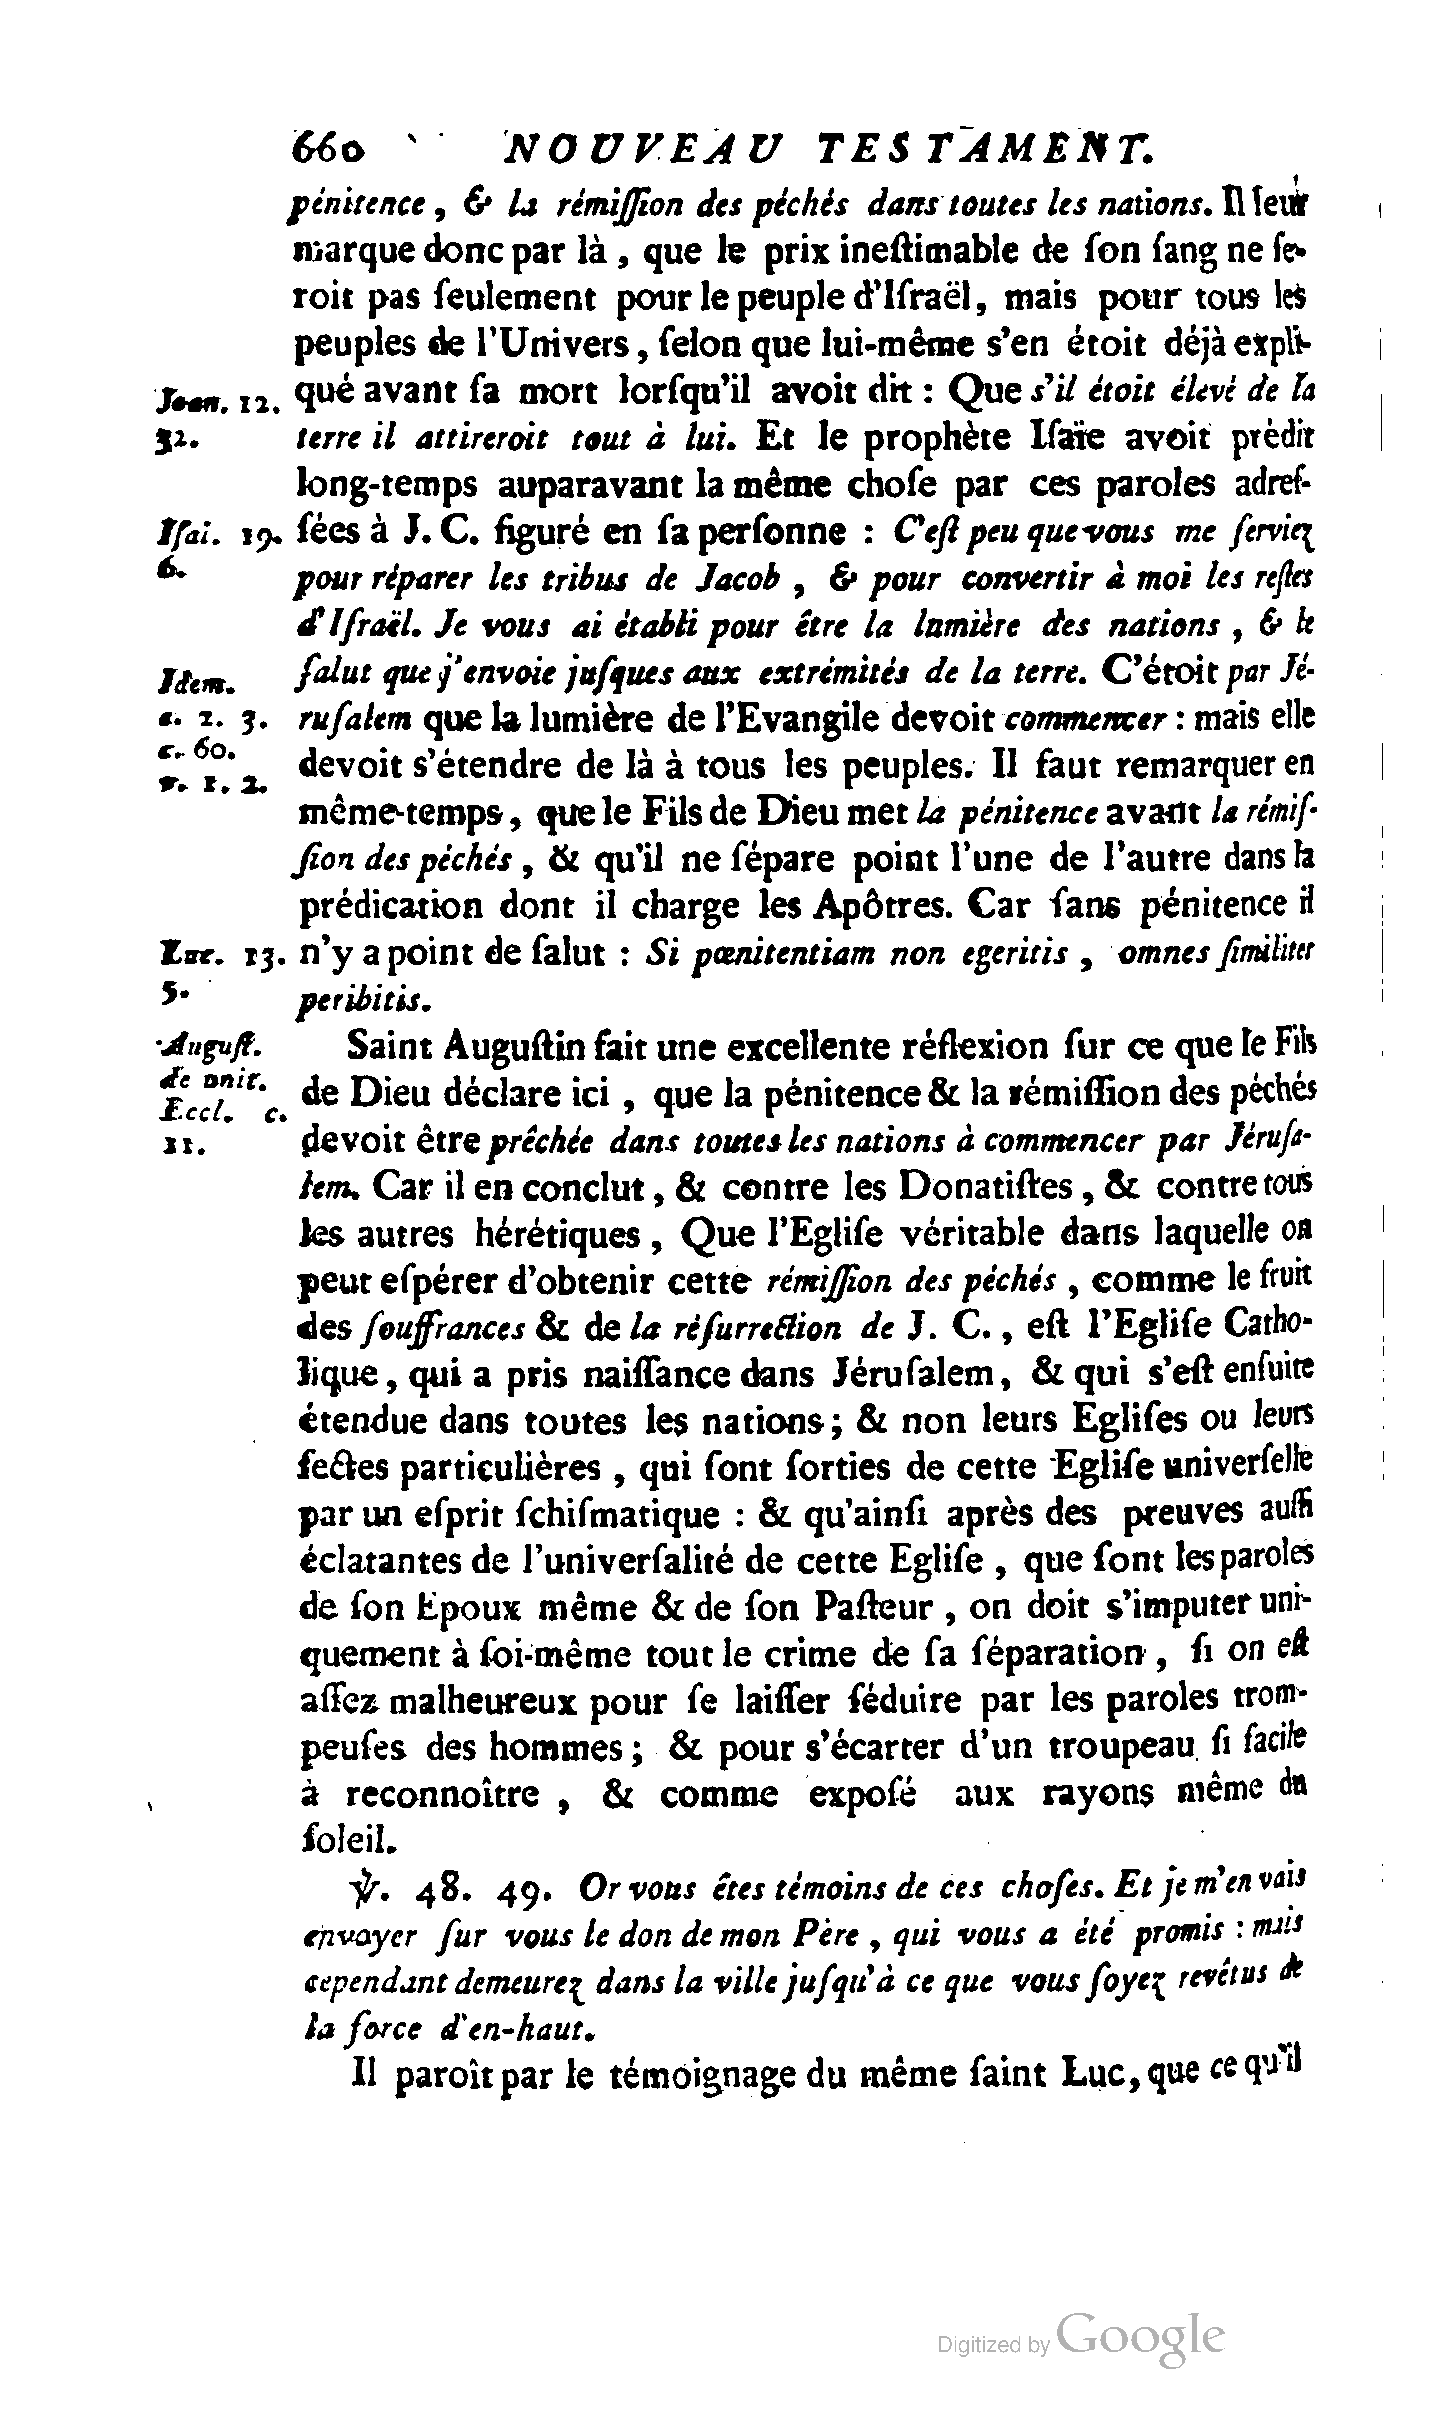 660 NOUVEAU TESTAMENT.
pénitence, & la rémiſſion des péchés dans toutes les nations. Il leur
marque donc par là, que le prix ineſtimable de ſon ſang ne ſe-
roit pas ſeulement pour le peuple d'Iſraël, mais pour tous les
peuples de l'Univers, ſelon que lui-même s'en étoit déjà expli-
Joan. 12. qué avant ſa mort lorſqu'il avoit dit : Que s'il étoit élevé de la
32. terre il attireroit tout à lui. Et le prophète Iſaïe avoit prédit
long-temps auparavant la même choſe par ces paroles adreſ-
Iſai. 19. ſées à J. C. figuré en ſa perſonne : C'eſt peu que vous me ſerviez
6. pour réparer les tribus de Jacob, & pour convertir à moi les reſtes
d'Iſraël. Je vous ai établi pour être la lumière des nations, & le
Idem. ſalut que j'envoie juſques aux extrémités de la terre. C'étoit par Jé-
c. 2. 3. ruſalem que la lumière de l'Evangile devoit commencer : mais elle
c. 60.
v. 1. 2. devoit s'étendre de là à tous les peuples. Il faut remarquer en
même-temps, que le Fils de Dieu met la pénitence avant la rémiſ-
ſion des péchés, & qu'il ne ſépare point l'une de l'autre dans la
prédication dont il charge les Apôtres. Car ſans pénitence il
Luc. 13. n'y a point de ſalut : Si pœnitentiam non egeritis, omnes ſimiliter
5. peribitis.
Auguſt. Saint Auguſtin fait une excellente réflexion ſur ce que le Fils
de unit.
Eccl. c. de Dieu déclare ici, que la pénitence & la rémiſſion des péchés
11. devoit être prêchée dans toutes les nations à commencer par Jéruſa-
lem. Car il en conclut, & contre les Donatiſtes, & contre tous
les autres hérétiques, Que l'Egliſe véritable dans laquelle on
peut eſpérer d'obtenir cette rémiſſion des péchés, comme le fruit
des ſouffrances & de la réſurrection de J. C., eſt l'Egliſe Catho-
lique, qui a pris naiſſance dans Jéruſalem, & qui s'eſt enſuite
étendue dans toutes les nations; & non leurs Egliſes ou leurs
ſectes particulières, qui ſont ſorties de cette Egliſe univerſelle
par un eſprit ſchiſmatique : & qu'ainſi après des preuves auſſi
éclatantes de l'univerſalité de cette Egliſe, que ſont les paroles
de ſon Epoux même & de ſon Paſteur, on doit s'imputer uni-
quement à ſoi-même tout le crime de ſa ſéparation, ſi on eſt
aſſez malheureux pour ſe laiſſer ſéduire par les paroles trom-
peuſes des hommes; & pour s'écarter d'un troupeau ſi facile
à reconnoître, & comme expoſé aux rayons même du
ſoleil.
℣. 48. 49. Or vous êtes témoins de ces choſes. Et je m'en vais
envoyer ſur vous le don de mon Père, qui vous a été promis : mais
cependant demeurez dans la ville juſqu'à ce que vous ſoyez revêtus de
la force d'en-haut.
Il paroît par le témoignage du même ſaint Luc, que ce qu'il
Digitized by Google